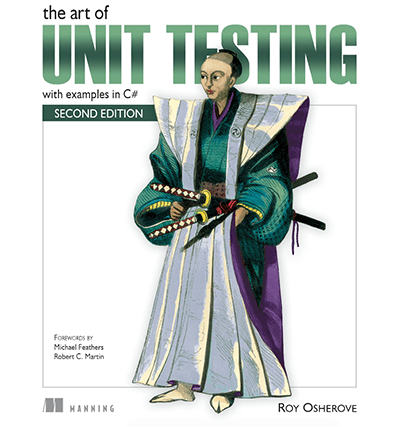 the art of
UNIT TESTING
with examples in C#
SECOND EDITION
FOREWORDS BY
Michael Feathers
Robert C. Martin
MANNING
ROY OSHEROVE